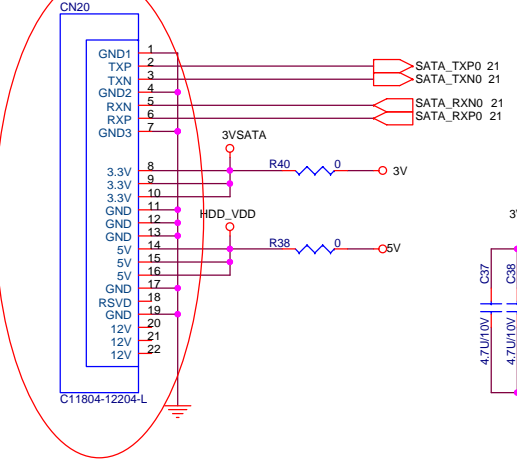 CN20
GND1 1
TXP 2
TXN 3
GND2 4
RXN 5
RXP 6
GND3 7
3.3V 8
3.3V 9
3.3V 10
GND 11
GND 12
GND 13
5V 14
5V 15
5V 16
GND 17
RSVD 18
GND 19
12V 20
12V 21
12V 22
C11804-12204-L
SATA_TXP0 21
SATA_TXN0 21
SATA_RXN0 21
SATA_RXP0 21
3VSATA
R40 0 3V
HDD_VDD
R38 0 5V
C37
4.7U/10V
C38
4.7U/10V